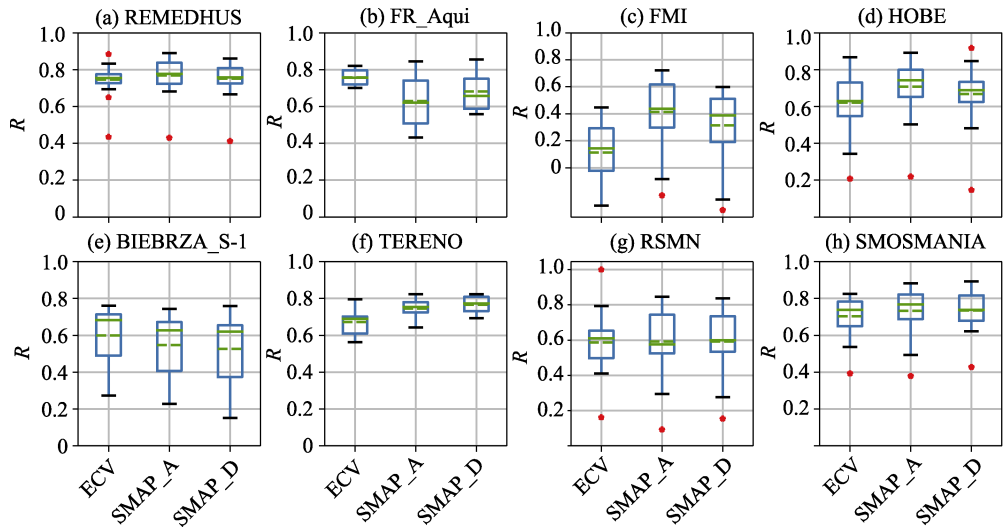 (a) REMEDHUS
1.0
0.8
0.6
0.4
0.2
0
R
(b) FR_Aqui
1.0
0.8
0.6
0.4
0.2
0
(c) FMI
1.0
0.8
0.6
0.4
0.2
0
R
(d) HOBE
1.0
0.8
0.6
0.4
0.2
(e) BIEBRZA_S-1
1.0
0.8
0.6
0.4
0.2
0
R
ECV
SMAP_A
SMAP_D
(f) TERENO
1.0
0.8
0.6
0.4
0.2
0
ECV
SMAP_A
SMAP_D
(g) RSMN
1.0
0.8
0.6
0.4
0.2
R
ECV
SMAP_A
SMAP_D
(h) SMOSMANIA
1.0
0.8
0.6
0.4
0.2
0
ECV
SMAP_A
SMAP_D